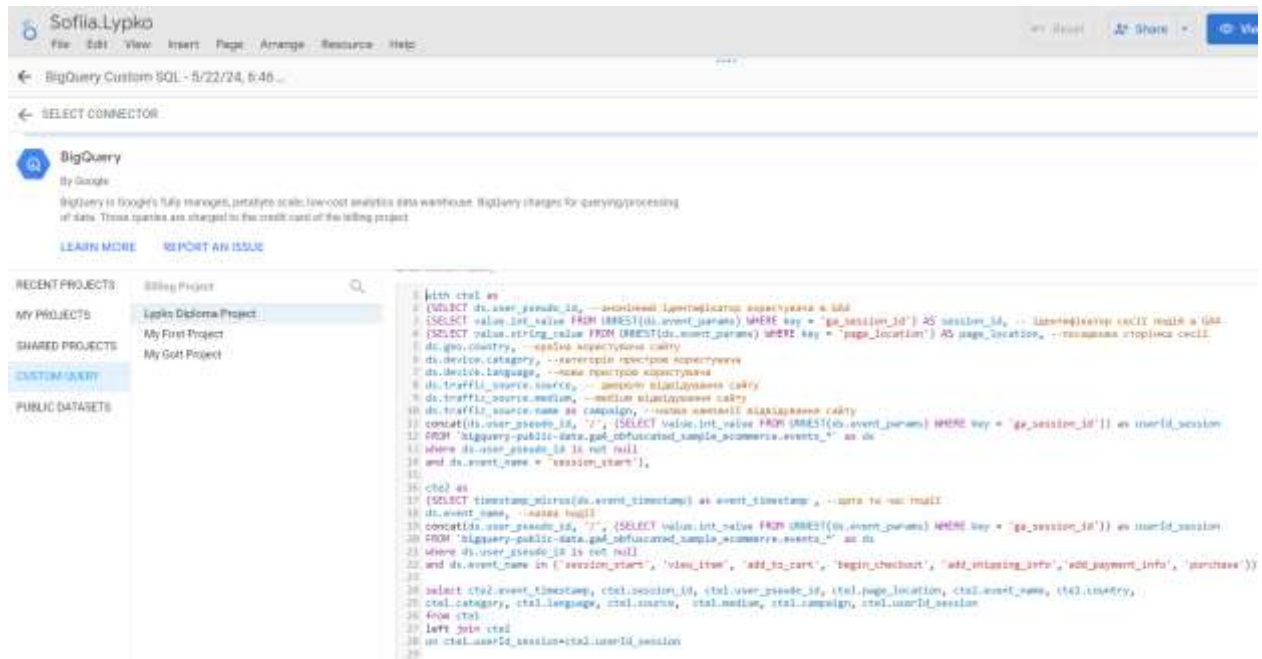 Sofiia.Lypko
File Edit View Insert Page Arrange Resource Help
Reset Share
BigQuery Custom SQL - 5/22/24, 6:46 ...
SELECT CONNECTOR
BigQuery
By Google
BigQuery is Google's fully managed, petabyte scale, low-cost analytics data warehouse. BigQuery charges for querying/processing
of data. Those queries are charged to the credit card of the billing project
LEARN MORE REPORT AN ISSUE
RECENT PROJECTS
MY PROJECTS
SHARED PROJECTS
CUSTOM QUERY
PUBLIC DATASETS
Billing Project
Lypko Diploma Project
My First Project
My Goit Project
1 with cte1 as
2 (SELECT ds.user_pseudo_id, -- анонімний ідентифікатор користувача в GA4
3 (SELECT value.int_value FROM UNNEST(ds.event_params) WHERE key = 'ga_session_id') AS session_id, -- ідентифікатор сесії подій в GA4
4 (SELECT value.string_value FROM UNNEST(ds.event_params) WHERE key = 'page_location') AS page_location, --посадкова сторінка сесії
5 ds.geo.country, --країна користувача сайту
6 ds.device.category, --категорія пристрою користувача
7 ds.device.language, --мова пристрою користувача
8 ds.traffic_source.source, -- джерело відвідування сайту
9 ds.traffic_source.medium, --medium відвідування сайту
10 ds.traffic_source.name as campaign, --назва кампанії відвідування сайту
11 concat(ds.user_pseudo_id, '/', (SELECT value.int_value FROM UNNEST(ds.event_params) WHERE key = 'ga_session_id')) as userId_session
12 FROM `bigquery-public-data.ga4_obfuscated_sample_ecommerce.events_*` as ds
13 where ds.user_pseudo_id is not null
14 and ds.event_name = 'session_start'),
15
16 cte2 as
17 (SELECT timestamp_micros(ds.event_timestamp) as event_timestamp , --дата та час події
18 ds.event_name, --назва події
19 concat(ds.user_pseudo_id, '/', (SELECT value.int_value FROM UNNEST(ds.event_params) WHERE key = 'ga_session_id')) as userId_session
20 FROM `bigquery-public-data.ga4_obfuscated_sample_ecommerce.events_*` as ds
21 where ds.user_pseudo_id is not null
22 and ds.event_name in ('session_start', 'view_item', 'add_to_cart', 'begin_checkout', 'add_shipping_info','add_payment_info', 'purchase'))
23
24 select cte2.event_timestamp, cte1.session_id, cte1.user_pseudo_id, cte1.page_location, cte2.event_name, cte1.country,
25 cte1.category, cte1.language, cte1.source, cte1.medium, cte1.campaign, cte1.userId_session
26 from cte1
27 left join cte2
28 on cte1.userId_session=cte2.userId_session
29